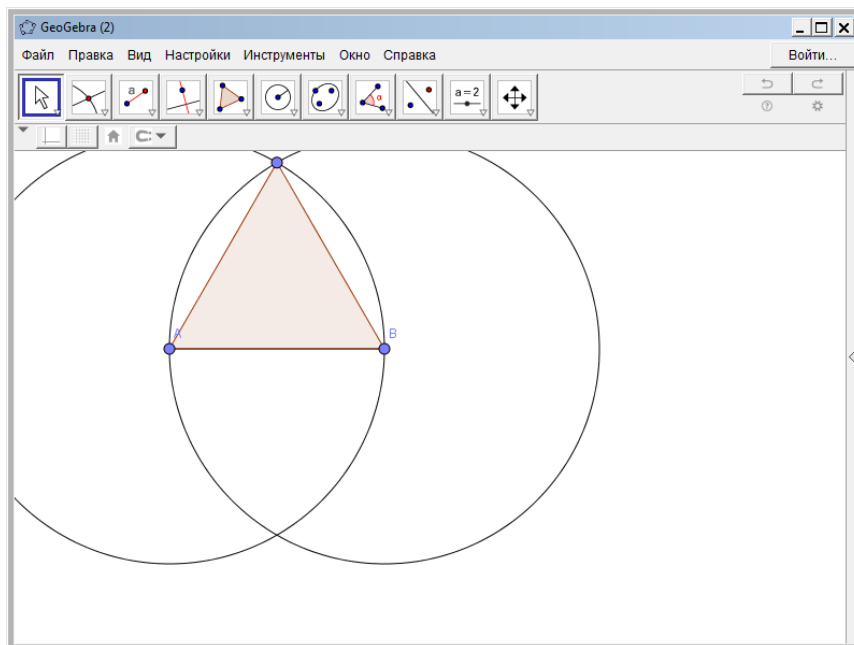 GeoGebra (2)
Файл Правка Вид Настройки Инструменты Окно Справка
Войти...
a
α
a=2
A
B